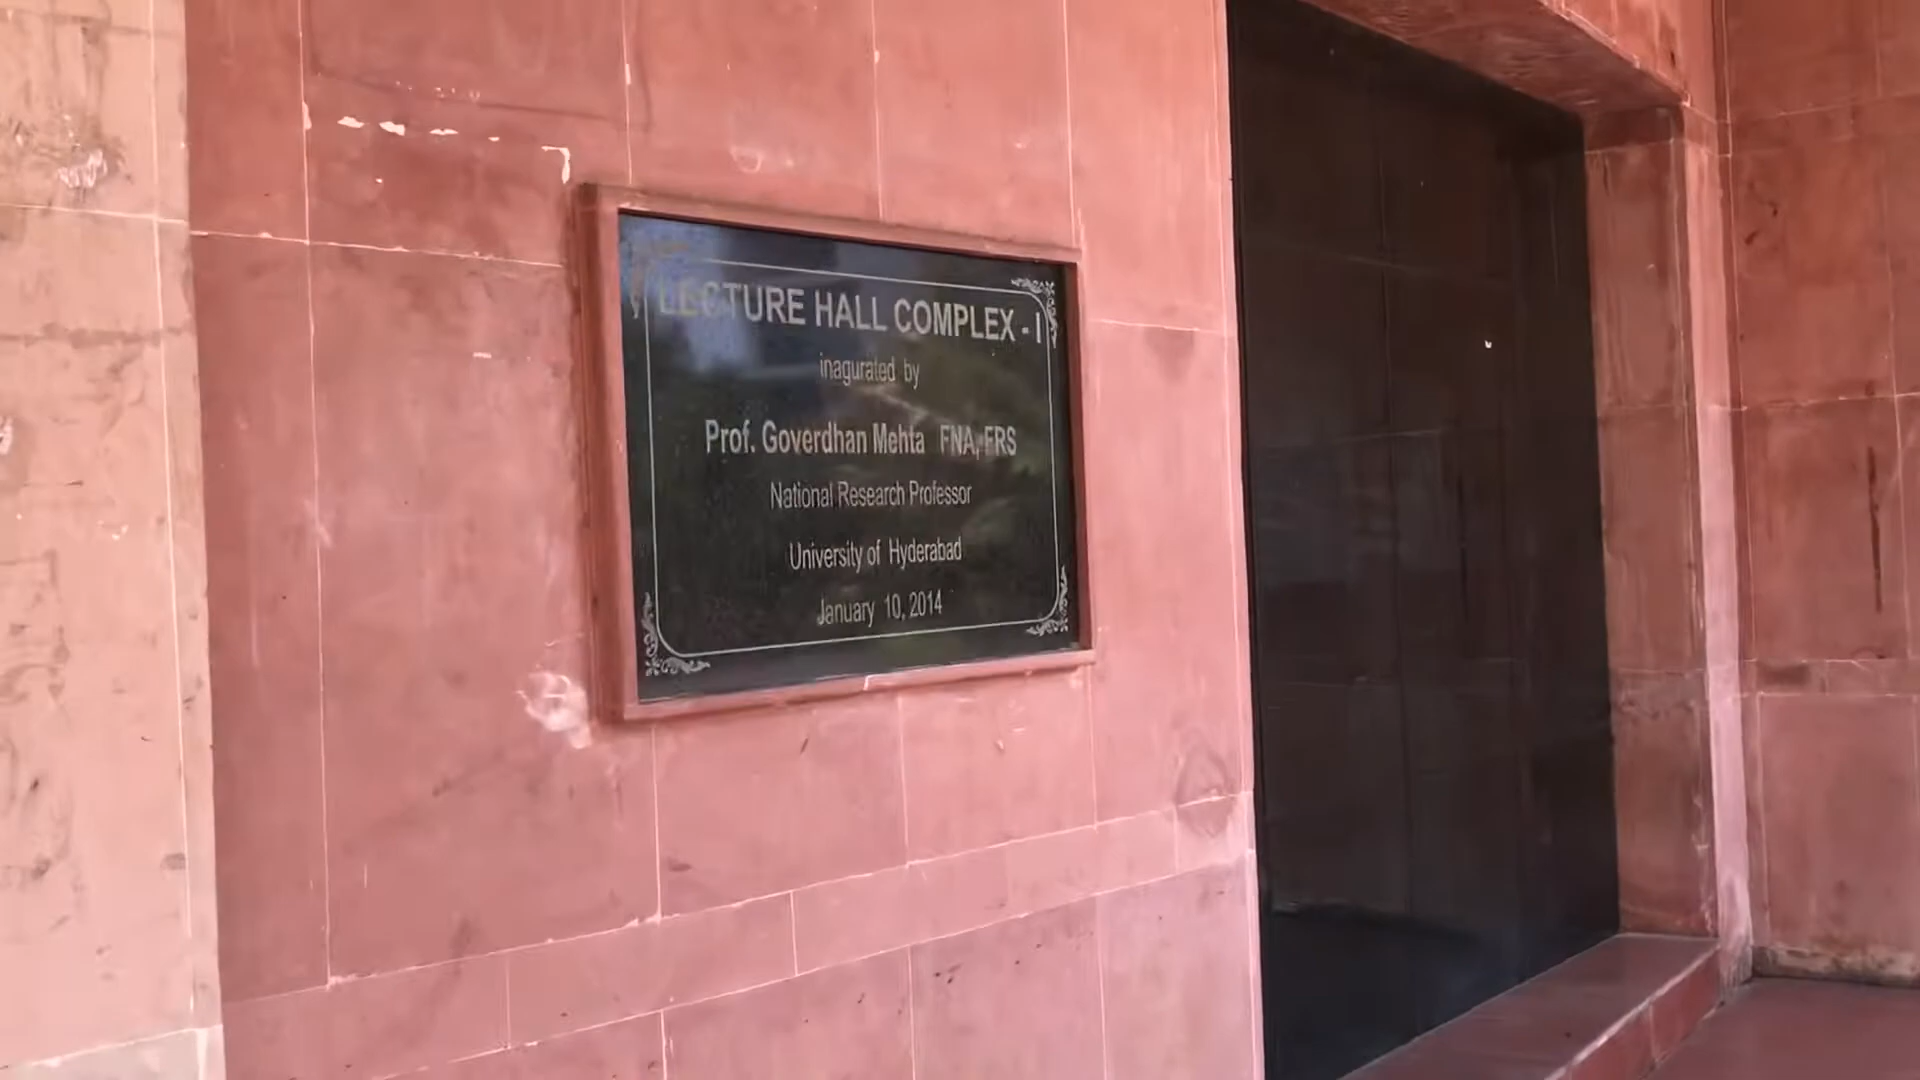 LECTURE HALL COMPLEX - I
inagurated by
Prof. Goverdhan Mehta FNA, FRS
National Research Professor
University of Hyderabad
January 10, 2014